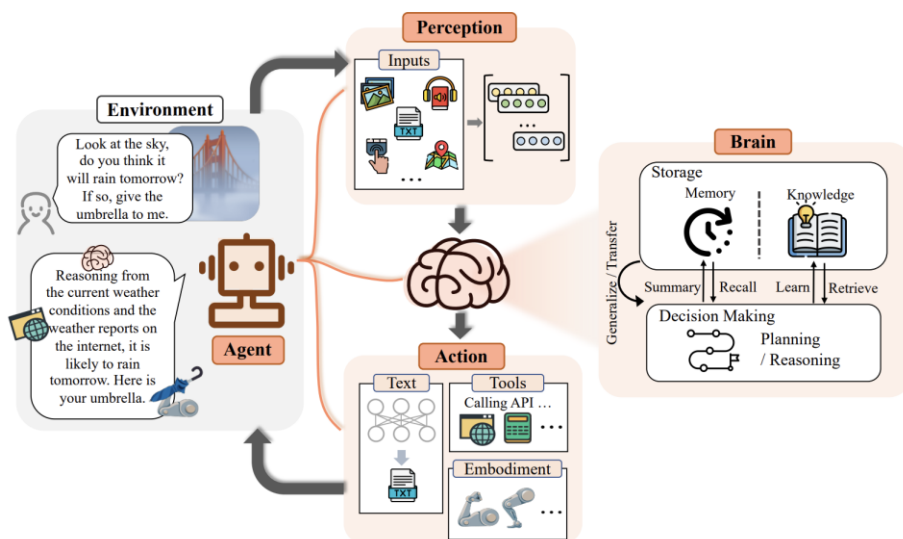 Perception
Inputs
TXT
...
...
...
Environment
Look at the sky,
do you think it
will rain tomorrow?
If so, give the
umbrella to me.
Reasoning from
the current weather
conditions and the
weather reports on
the internet, it is
likely to rain
tomorrow. Here is
your umbrella.
Agent
Brain
Storage
Memory
Knowledge
Generalize / Transfer
Summary
Recall
Learn
Retrieve
Decision Making
Planning
/ Reasoning
Action
Text
TXT
Tools
Calling API ...
...
Embodiment
...